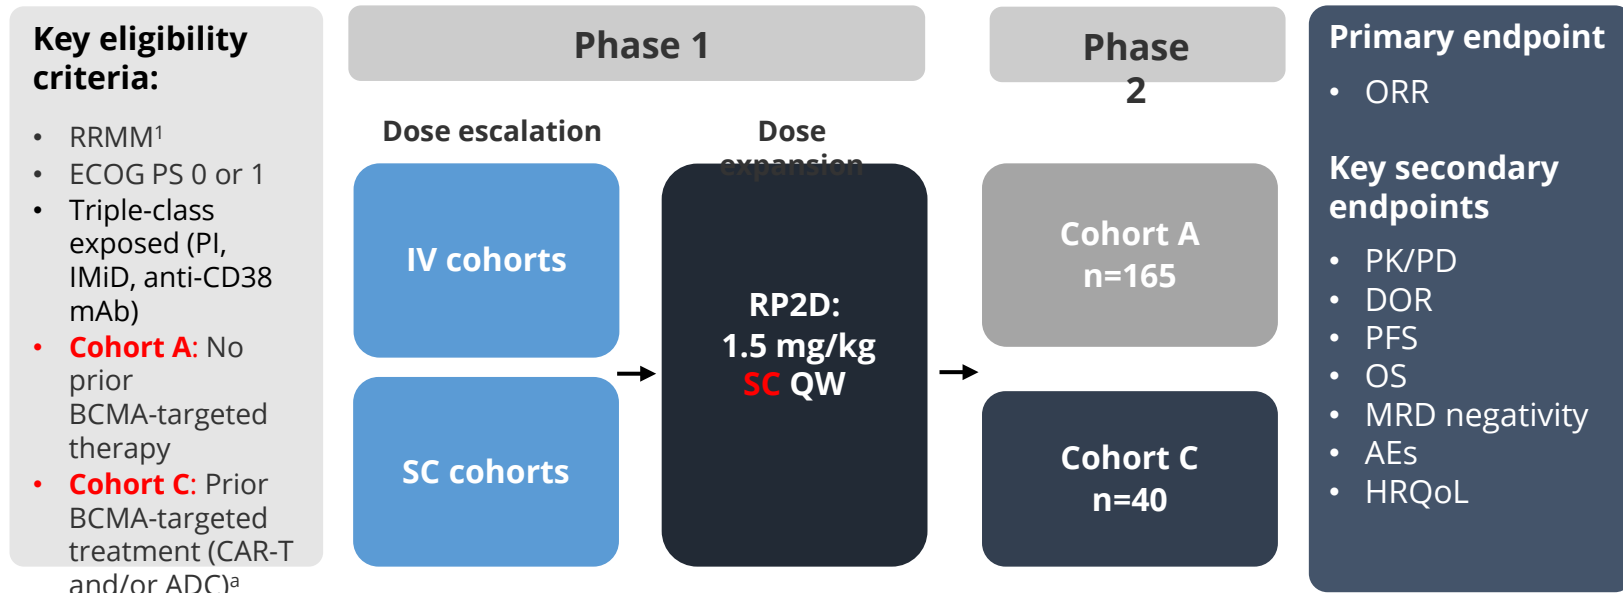 Key eligibility
criteria:
• RRMM¹
• ECOG PS 0 or 1
• Triple-class
exposed (PI,
IMiD, anti-CD38
mAb)
• Cohort A: No
prior
BCMA-targeted
therapy
• Cohort C: Prior
BCMA-targeted
treatment (CAR-T
and/or ADC)ᵃ
Phase 1
Dose escalation
IV cohorts
SC cohorts
Dose
expansion
RP2D:
1.5 mg/kg
SC QW
Phase
2
Cohort A
n=165
Cohort C
n=40
Primary endpoint
• ORR
Key secondary
endpoints
• PK/PD
• DOR
• PFS
• OS
• MRD negativity
• AEs
• HRQoL